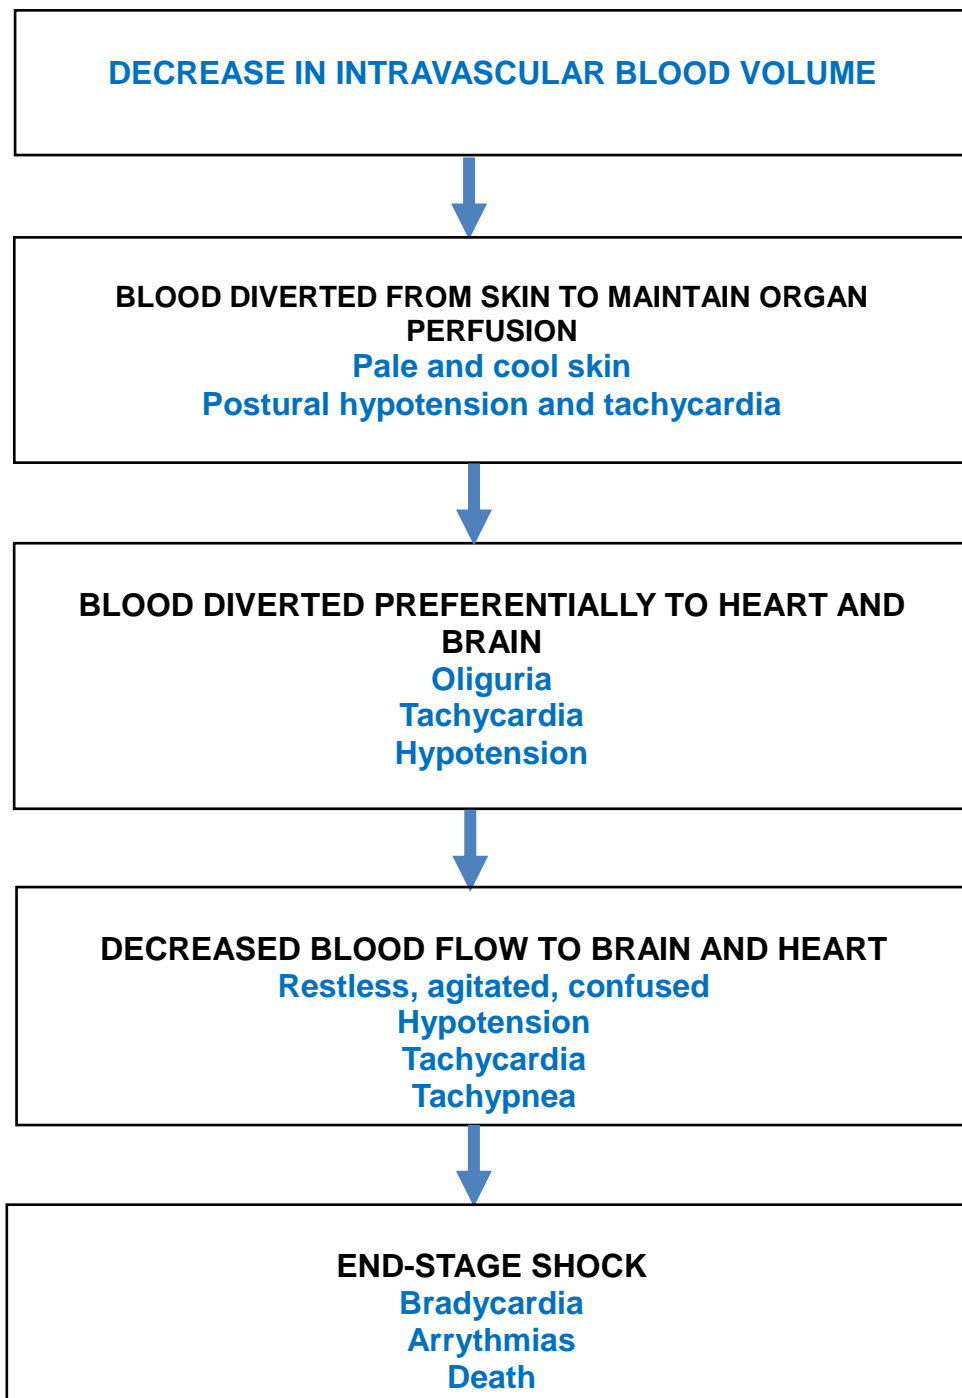 DECREASE IN INTRAVASCULAR BLOOD VOLUME
BLOOD DIVERTED FROM SKIN TO MAINTAIN ORGAN
PERFUSION
Pale and cool skin
Postural hypotension and tachycardia
BLOOD DIVERTED PREFERENTIALLY TO HEART AND
BRAIN
Oliguria
Tachycardia
Hypotension
DECREASED BLOOD FLOW TO BRAIN AND HEART
Restless, agitated, confused
Hypotension
Tachycardia
Tachypnea
END-STAGE SHOCK
Bradycardia
Arrythmias
Death